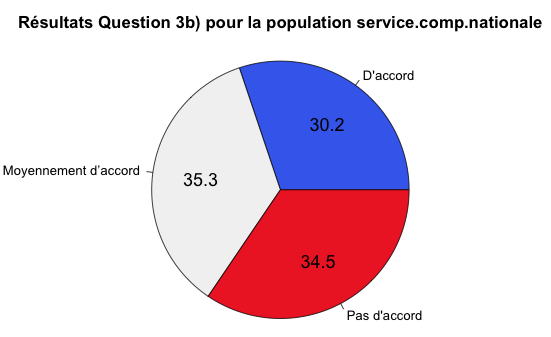 Résultats Question 3b) pour la population service.comp.nationale
D'accord
30.2
Moyennement d'accord
35.3
34.5
Pas d'accord